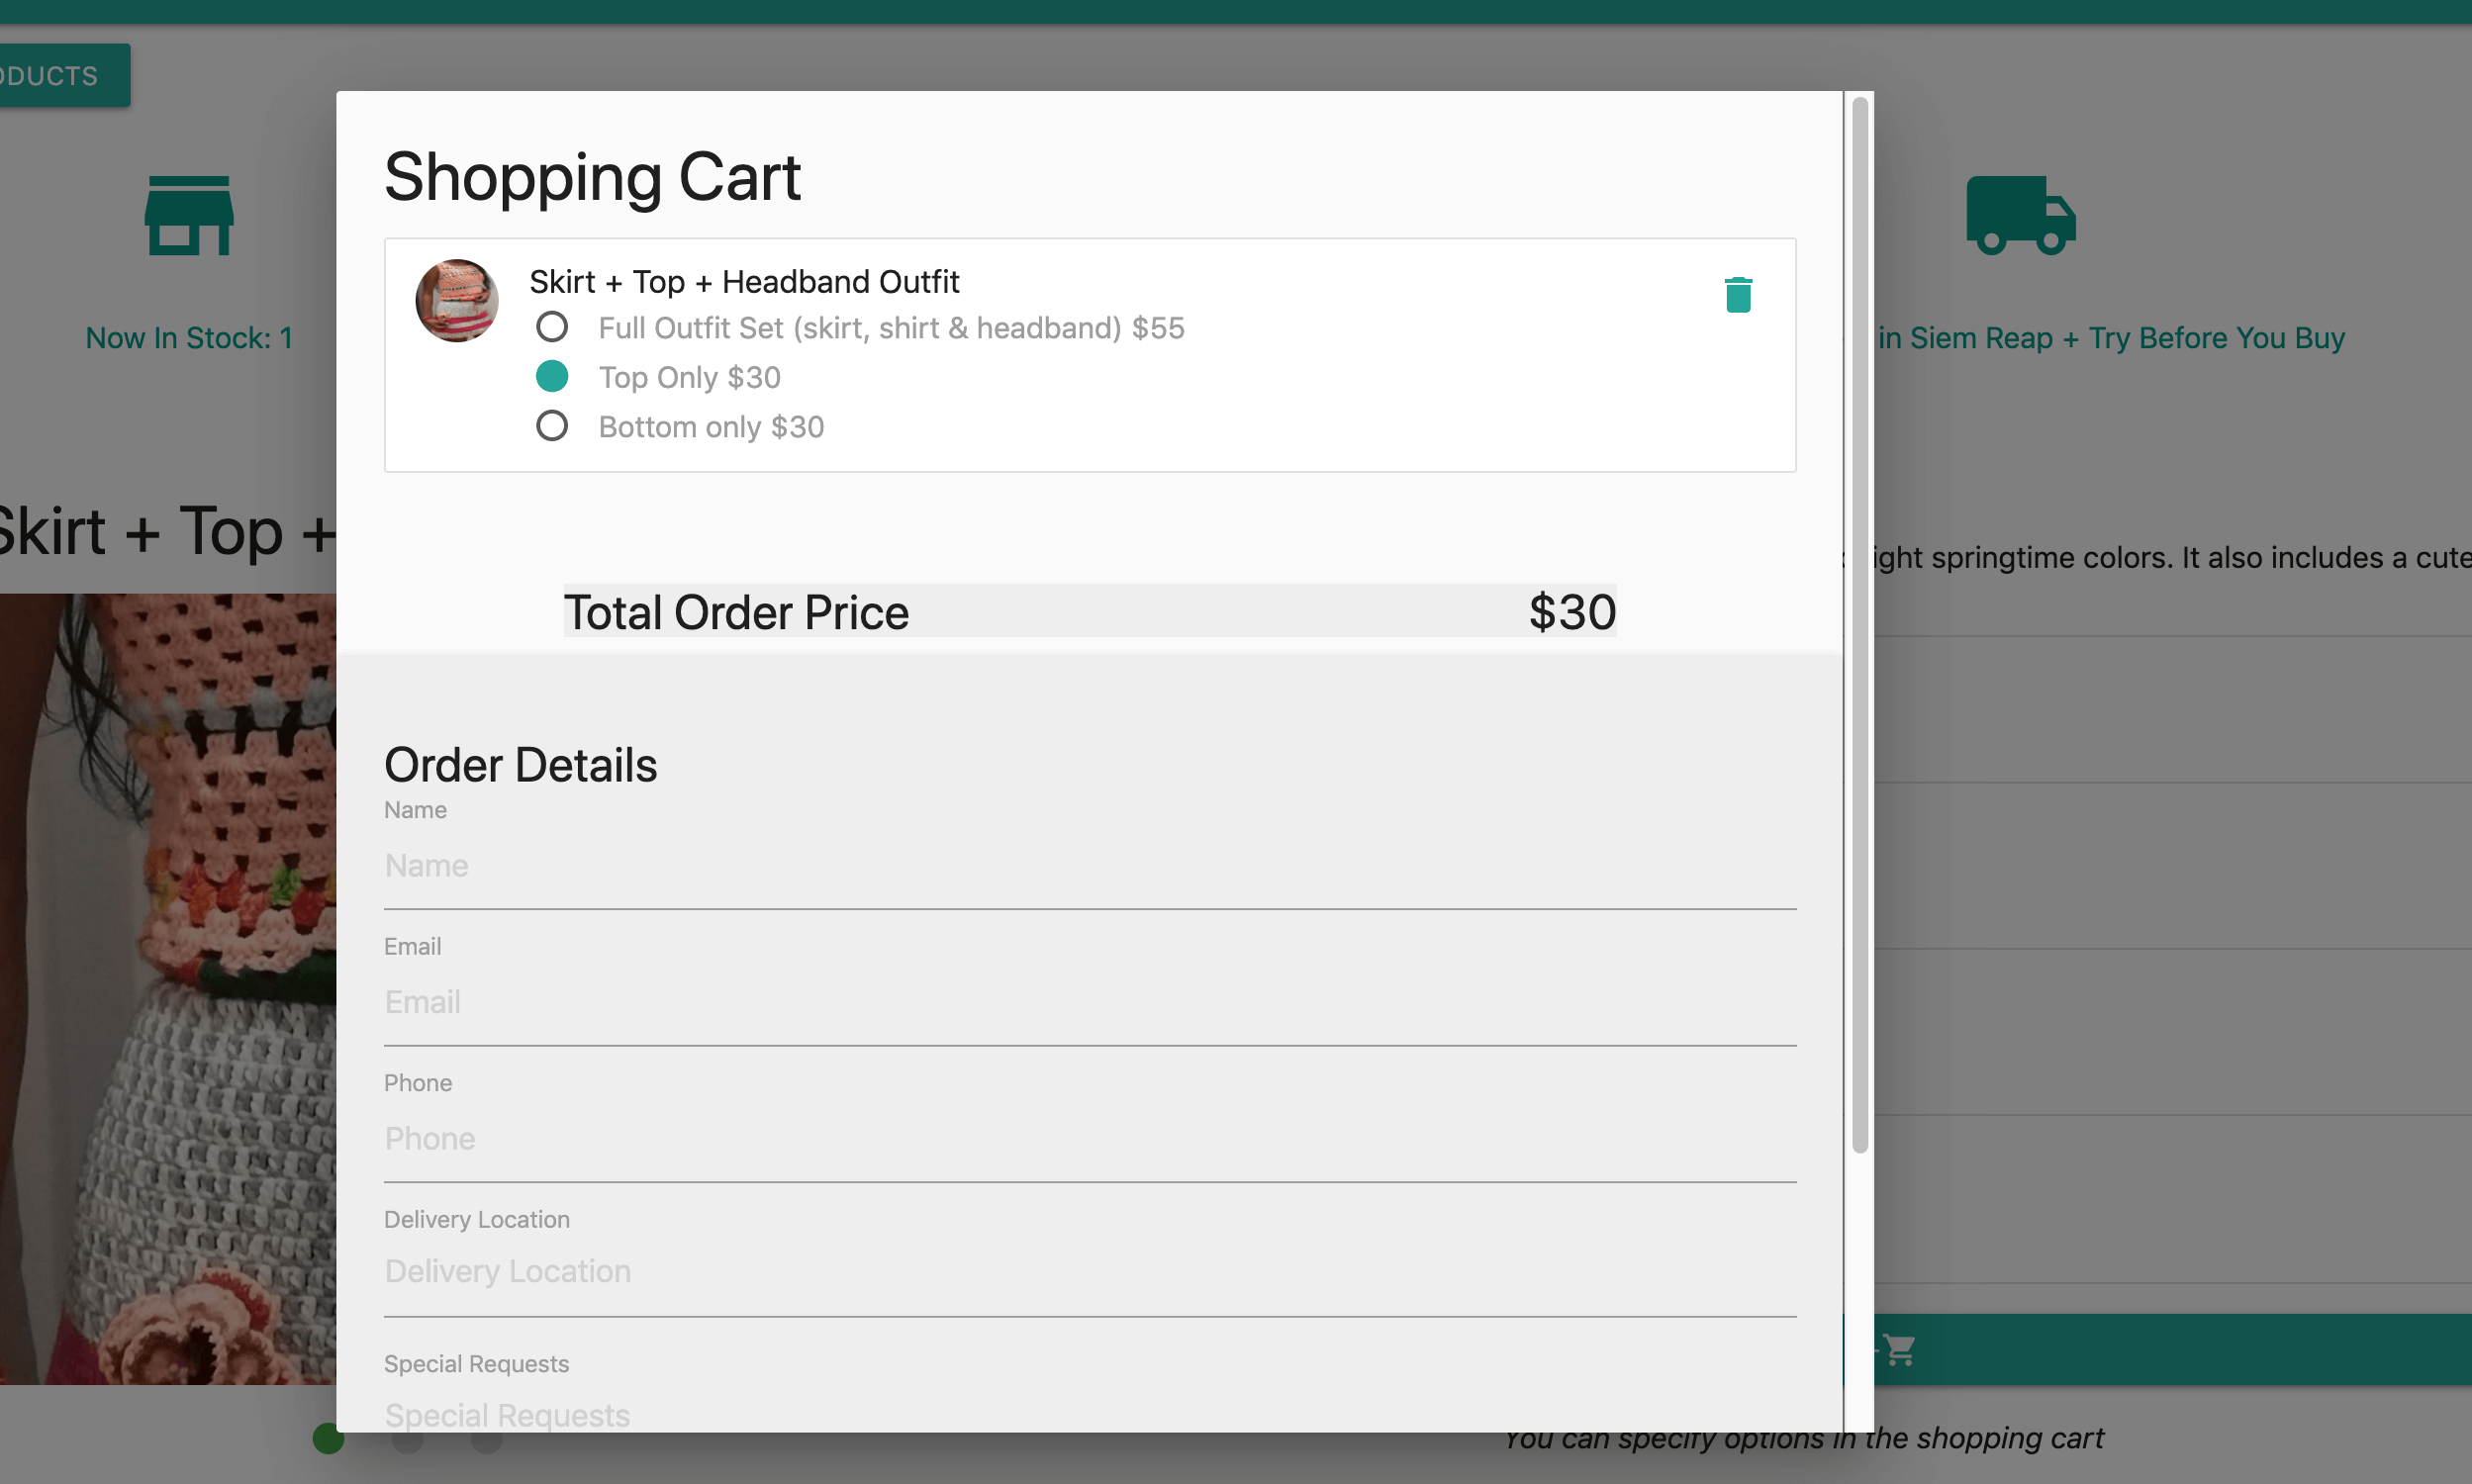 DUCTS
Shopping Cart
Skirt + Top + Headband Outfit
Full Outfit Set (skirt, shirt & headband) $55
Top Only $30
Bottom only $30
Now In Stock: 1
in Siem Reap + Try Before You Buy
Skirt + Top +
ight springtime colors. It also includes a cute
Total Order Price $30
Order Details
Name
Name
Email
Email
Phone
Phone
Delivery Location
Delivery Location
Special Requests
Special Requests
You can specify options in the shopping cart